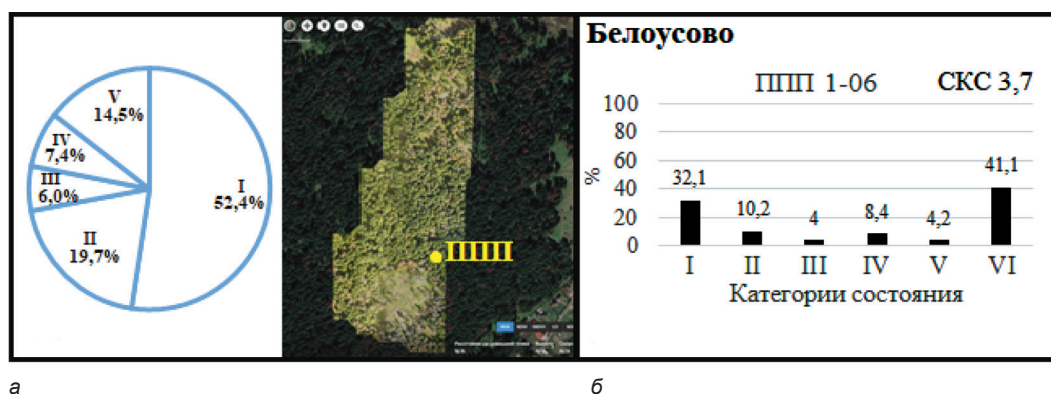 V
14,5%
IV
7,4%
III
6,0%
II
19,7%
I
52,4%
ППП
Белоусово
ППП 1-06 СКС 3,7
%
100
80
60
40
20
0
32,1
10,2
4
8,4
4,2
41,1
I II III IV V VI
Категории состояния
а б